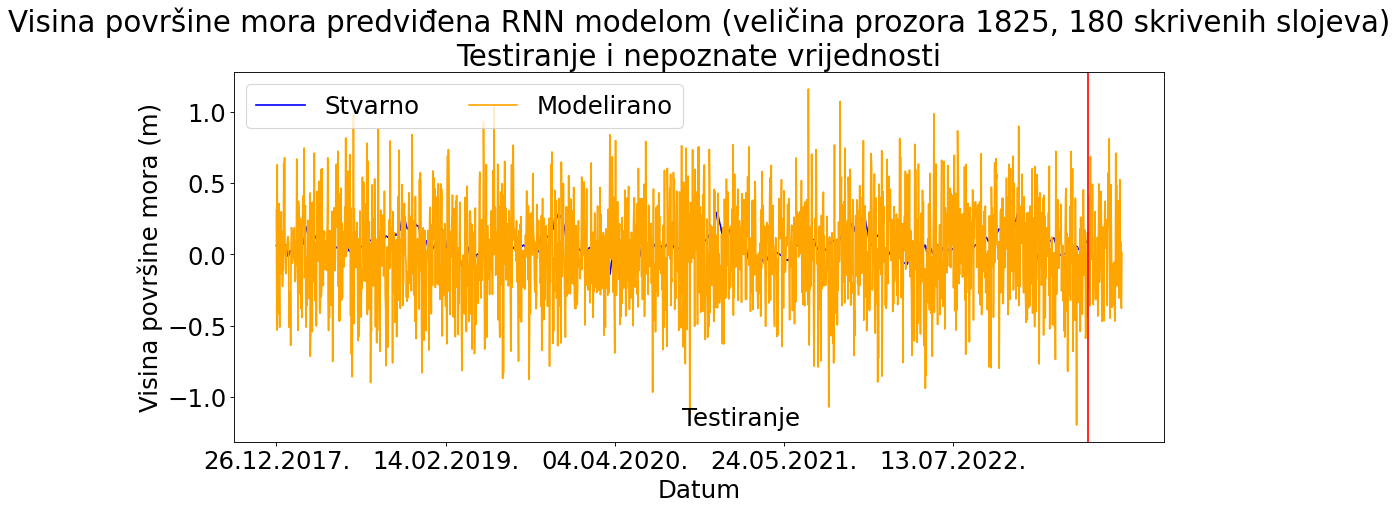 Visina površine mora predviđena RNN modelom (veličina prozora 1825, 180 skrivenih slojeva)
Testiranje i nepoznate vrijednosti
Stvarno
Modelirano
Visina površine mora (m)
1.0
0.5
0.0
−0.5
−1.0
Testiranje
26.12.2017.
14.02.2019.
04.04.2020.
24.05.2021.
13.07.2022.
Datum